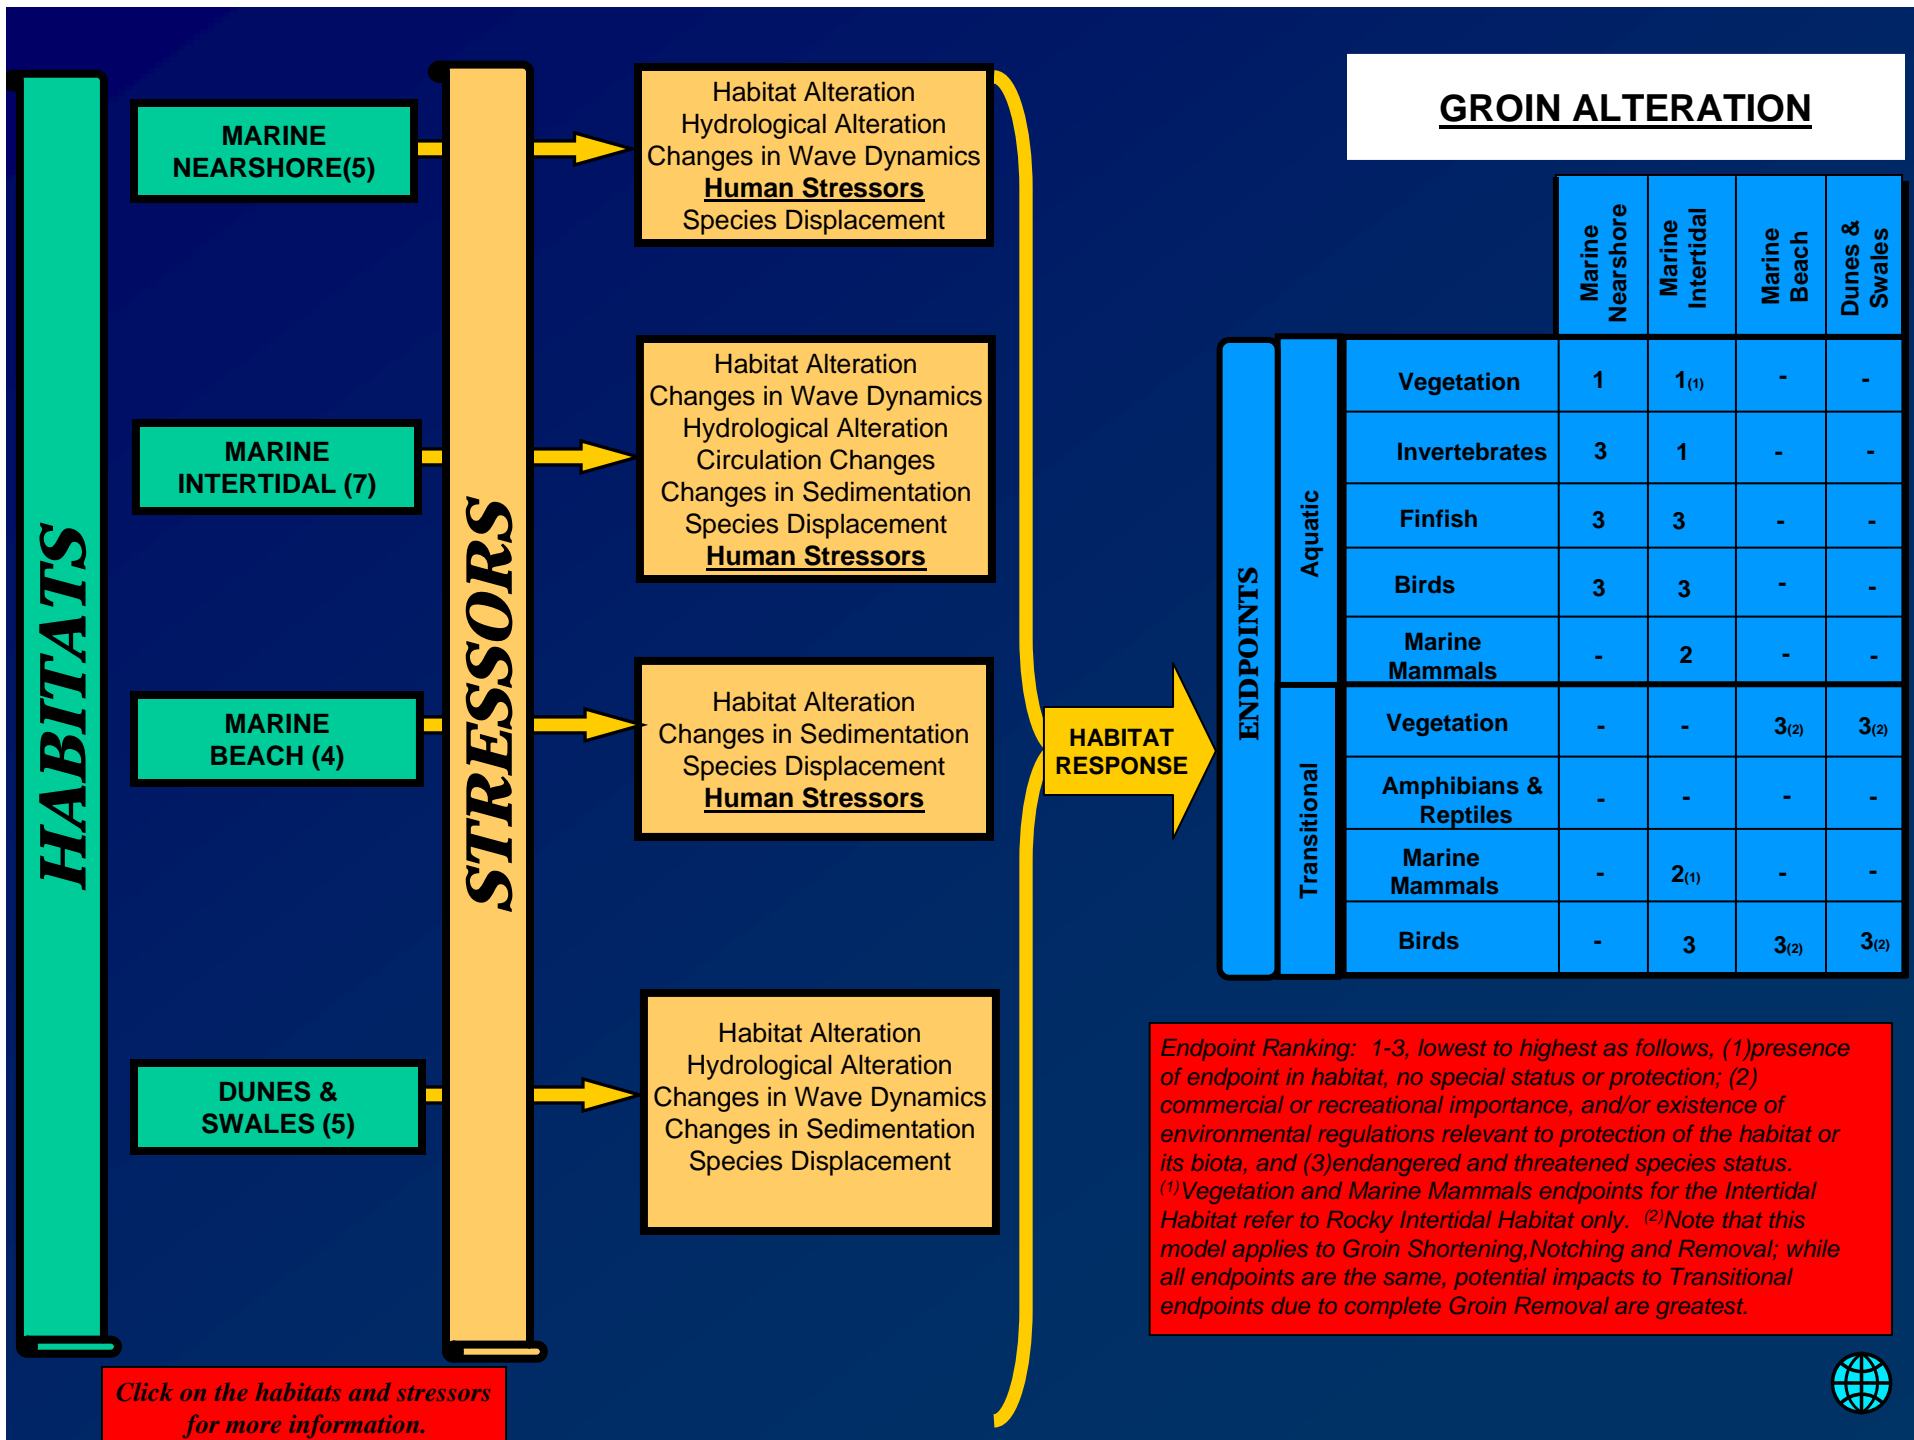 GROIN ALTERATION
HABITATS
STRESSORS
MARINE
NEARSHORE(5)
Habitat Alteration
Hydrological Alteration
Changes in Wave Dynamics
Human Stressors
Species Displacement
MARINE
INTERTIDAL (7)
Habitat Alteration
Changes in Wave Dynamics
Hydrological Alteration
Circulation Changes
Changes in Sedimentation
Species Displacement
Human Stressors
MARINE
BEACH (4)
Habitat Alteration
Changes in Sedimentation
Species Displacement
Human Stressors
DUNES &
SWALES (5)
Habitat Alteration
Hydrological Alteration
Changes in Wave Dynamics
Changes in Sedimentation
Species Displacement
HABITAT
RESPONSE
Marine
Nearshore
Marine
Intertidal
Marine
Beach
Dunes &
Swales
ENDPOINTS
Aquatic
Vegetation 1 1(1) - -
Invertebrates 3 1 - -
Finfish 3 3 - -
Birds 3 3 - -
Marine
Mammals - 2 - -
Transitional
Vegetation - - 3(2) 3(2)
Amphibians &
Reptiles - - - -
Marine
Mammals - 2(1) - -
Birds - 3 3(2) 3(2)
Endpoint Ranking: 1-3, lowest to highest as follows, (1)presence
of endpoint in habitat, no special status or protection; (2)
commercial or recreational importance, and/or existence of
environmental regulations relevant to protection of the habitat or
its biota, and (3)endangered and threatened species status.
(1)Vegetation and Marine Mammals endpoints for the Intertidal
Habitat refer to Rocky Intertidal Habitat only. (2)Note that this
model applies to Groin Shortening,Notching and Removal; while
all endpoints are the same, potential impacts to Transitional
endpoints due to complete Groin Removal are greatest.
Click on the habitats and stressors
for more information.